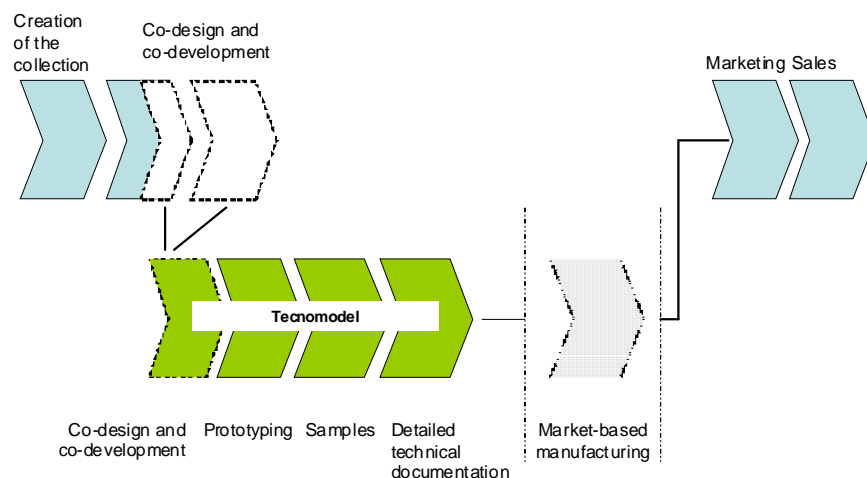 Creation
of the
collection
Co-design and
co-development
Marketing Sales
Tecnomodel
Co-design and
co-development
Prototyping
Samples
Detailed
technical
documentation
Market-based
manufacturing